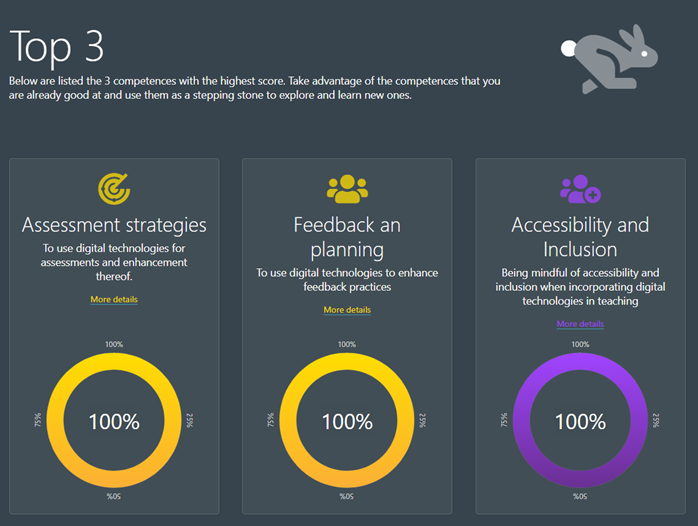 Top 3
Below are listed the 3 competences with the highest score. Take advantage of the competences that you
are already good at and use them as a stepping stone to explore and learn new ones.
Assessment strategies
To use digital technologies for
assessments and enhancement
thereof.
More details
100%
75%
100%
25%
50%
Feedback an
planning
To use digital technologies to enhance
feedback practices
More details
100%
75%
100%
25%
50%
Accessibility and
Inclusion
Being mindful of accessibility and
inclusion when incorporating digital
technologies in teaching
More details
100%
75%
100%
25%
50%